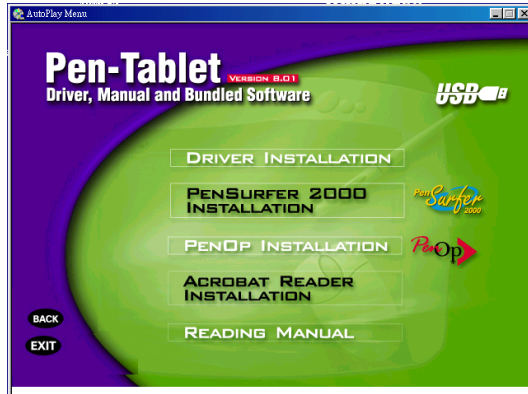 AutoPlay Menu
Pen-Tablet VERSION 8.01
Driver, Manual and Bundled Software
USB
DRIVER INSTALLATION
PENSURFER 2000
INSTALLATION
PenSurfer
2000
PENOP INSTALLATION
PenOp
ACROBAT READER
INSTALLATION
READING MANUAL
BACK
EXIT